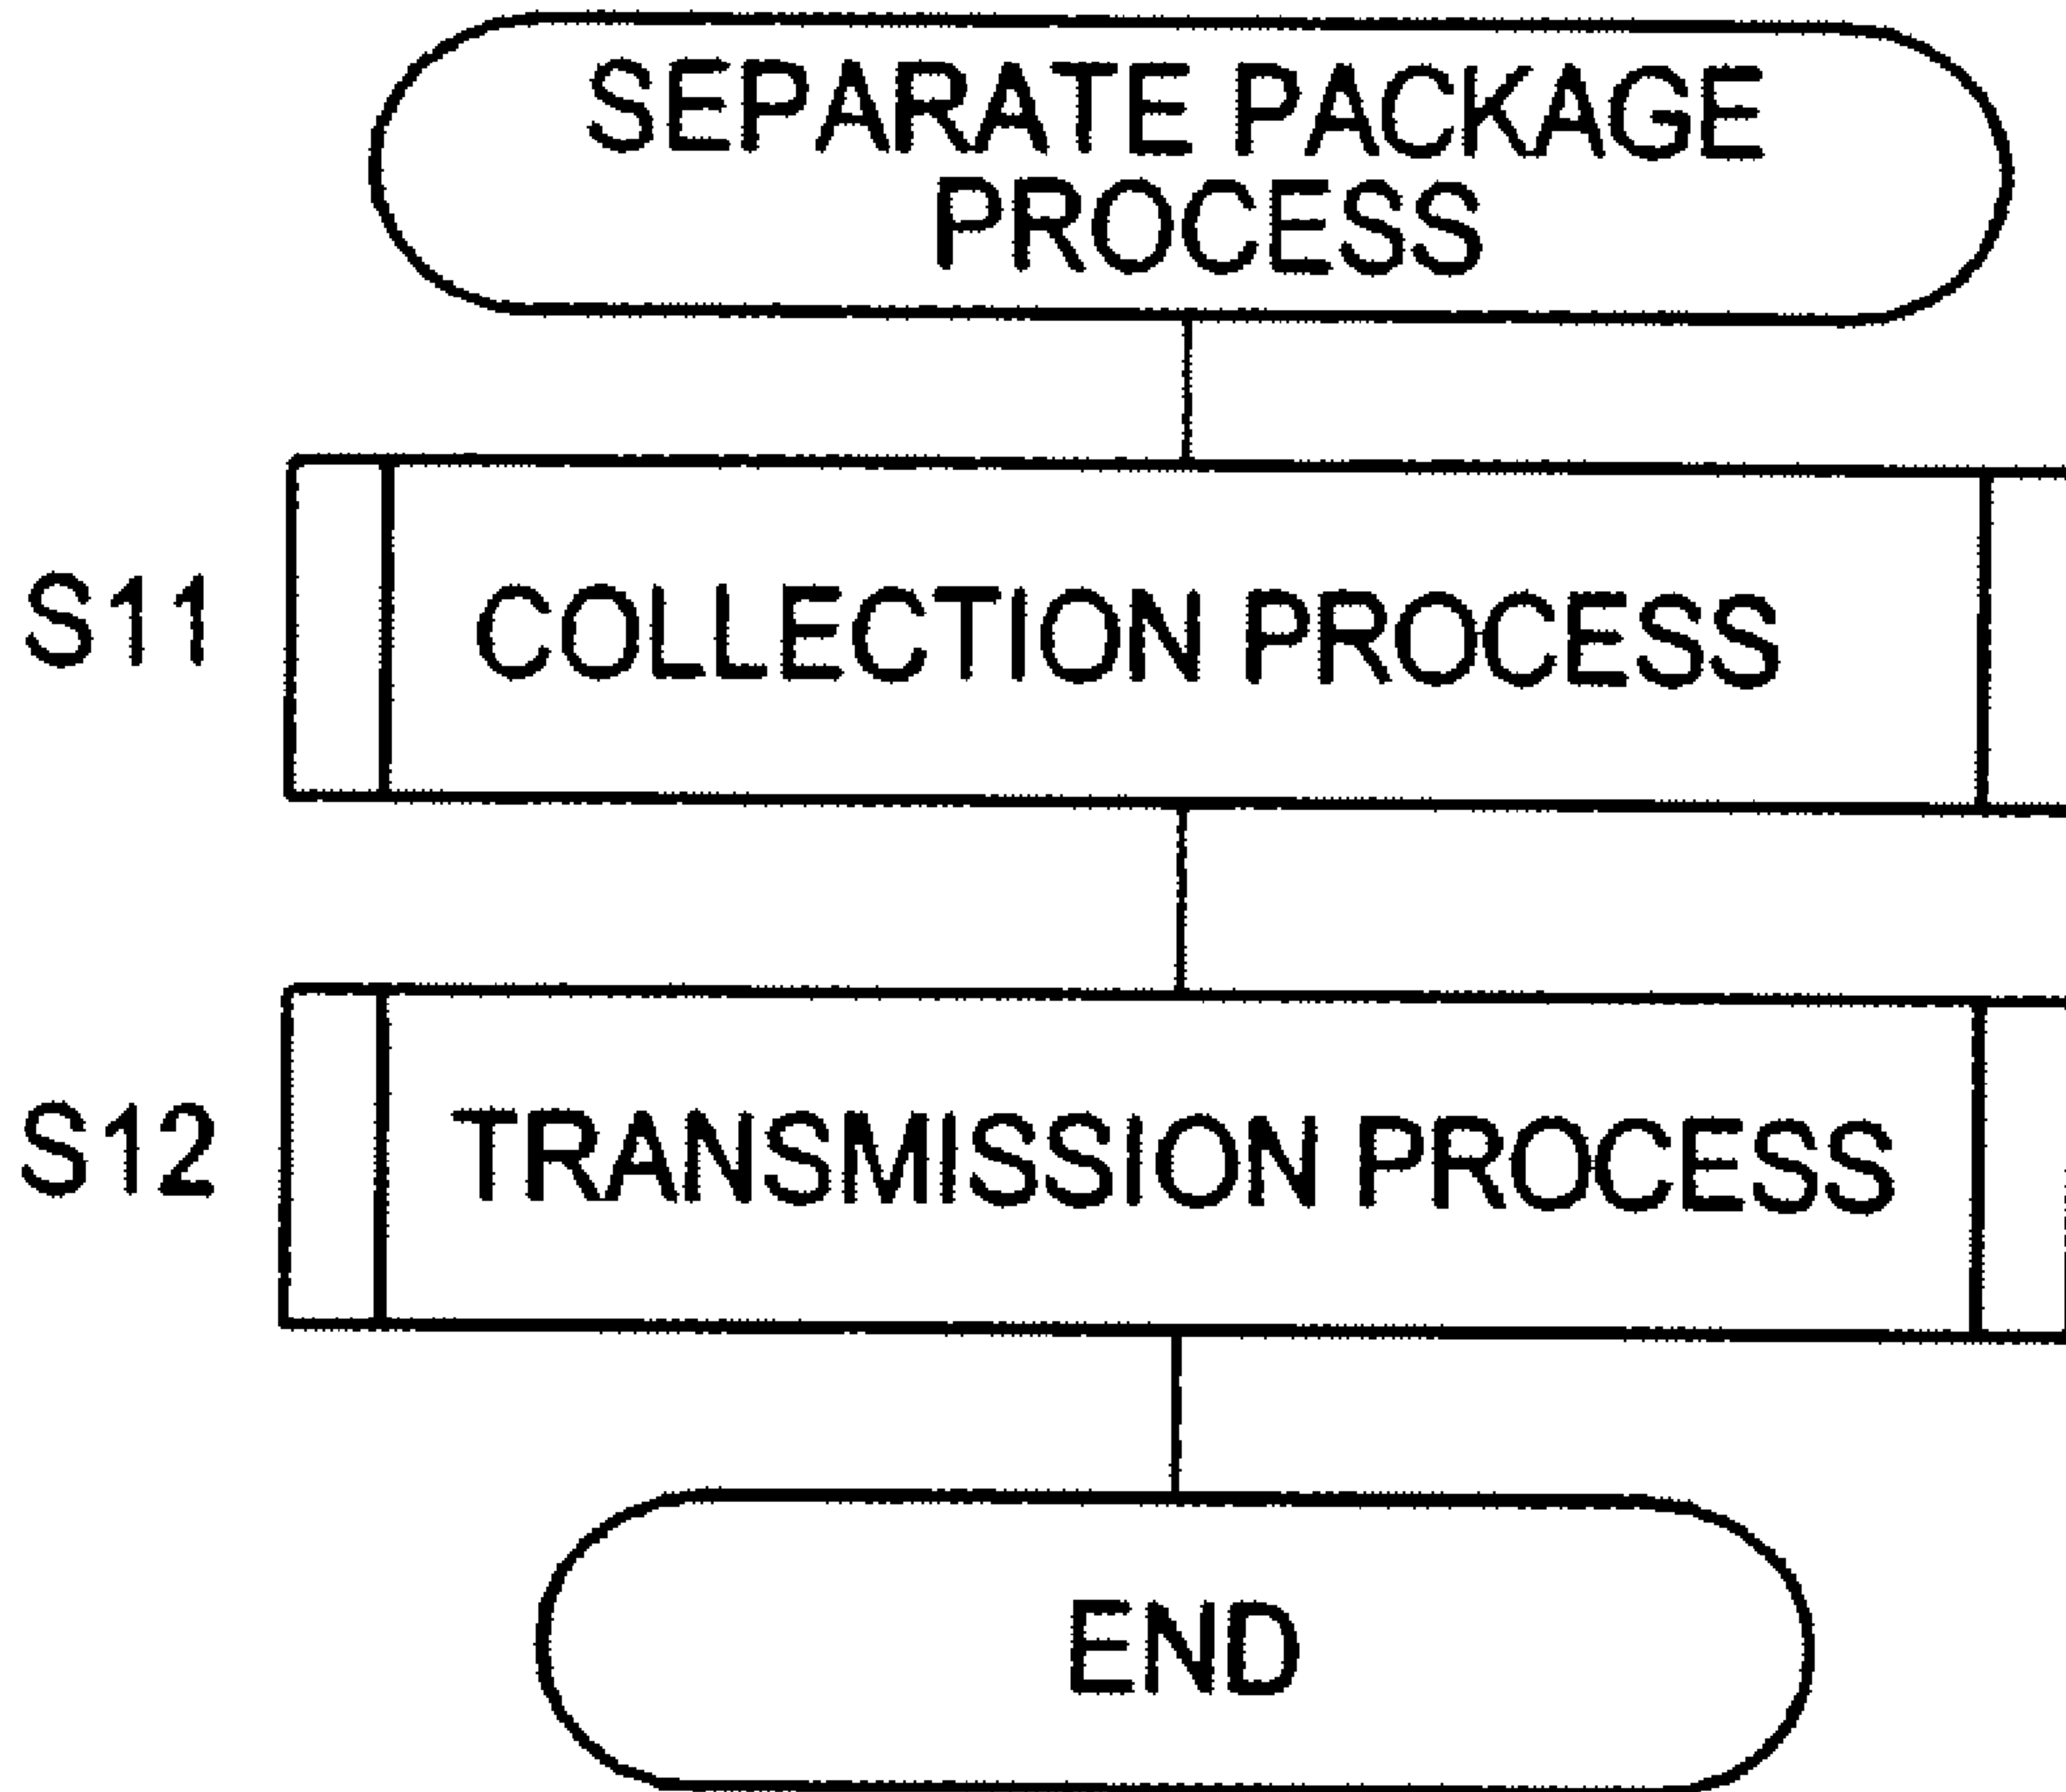 SEPARATE PACKAGE
PROCESS
S11
COLLECTION PROCESS
S12
TRANSMISSION PROCESS
END